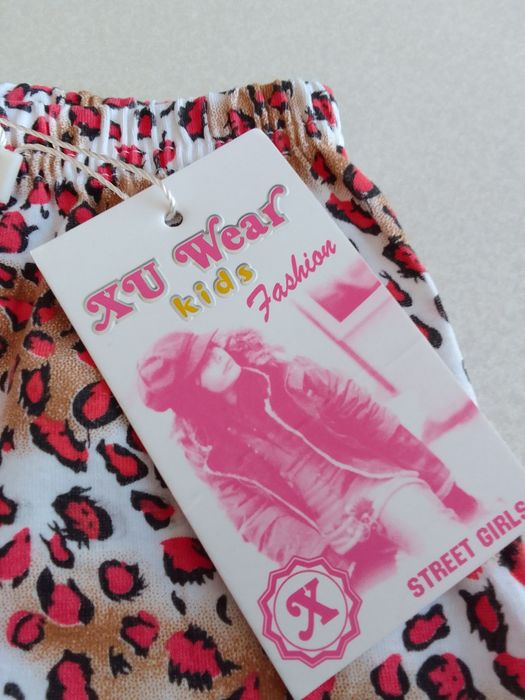 XU Wear
kids
Fashion
STREET GIRLS
X